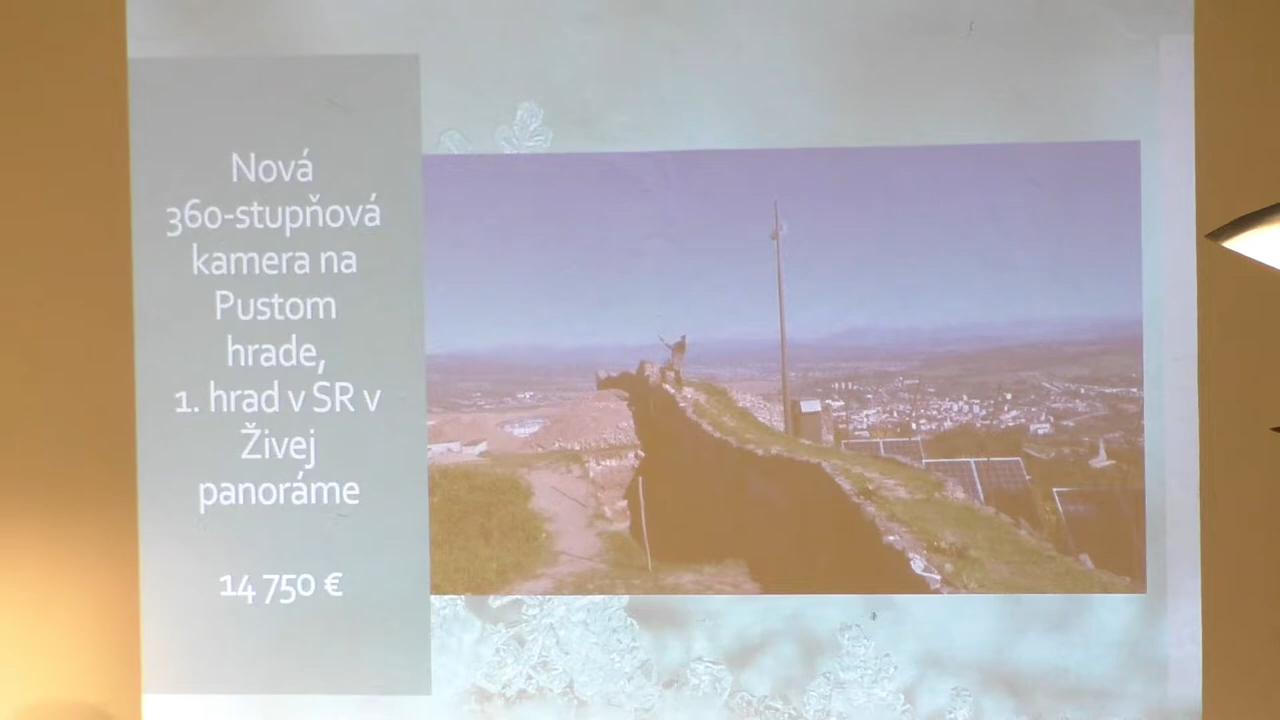 Nová
360-stupňová
kamera na
Pustom
hrade,
1. hrad v SR v
Živej
panoráme
14 750 €